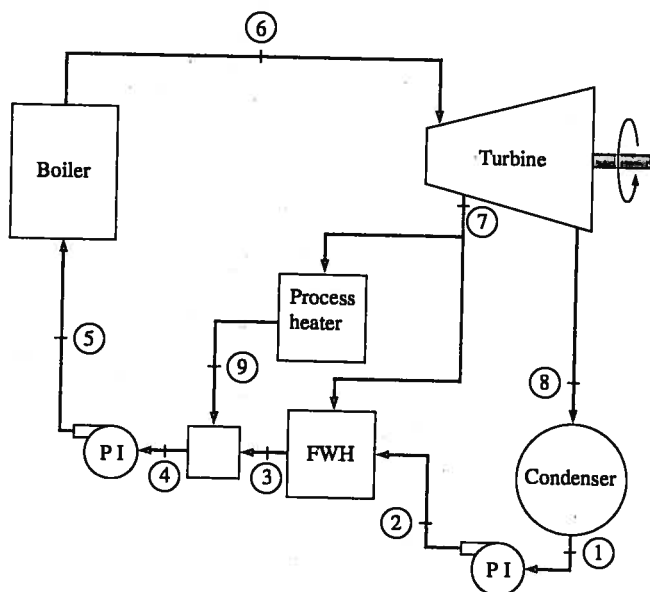 6
Boiler
Turbine
7
Process
heater
5
9
8
FWH
Condenser
P I
4
3
2
1
P I